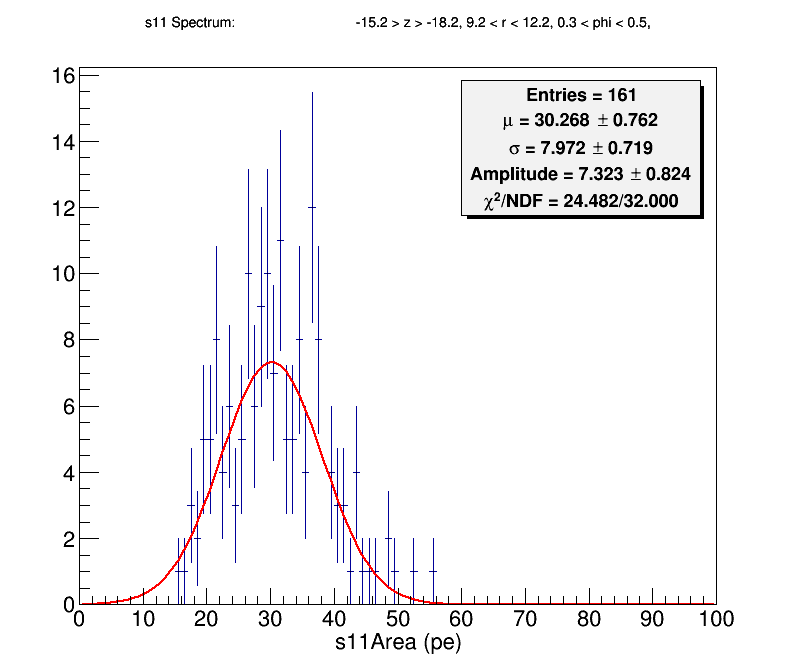 s11 Spectrum: -15.2 > z > -18.2, 9.2 < r < 12.2, 0.3 < phi < 0.5,
Entries = 161
μ = 30.268 ± 0.762
σ = 7.972 ± 0.719
Amplitude = 7.323 ± 0.824
χ²/NDF = 24.482/32.000
16
14
12
10
8
6
4
2
0
0 10 20 30 40 50 60 70 80 90 100
s11Area (pe)